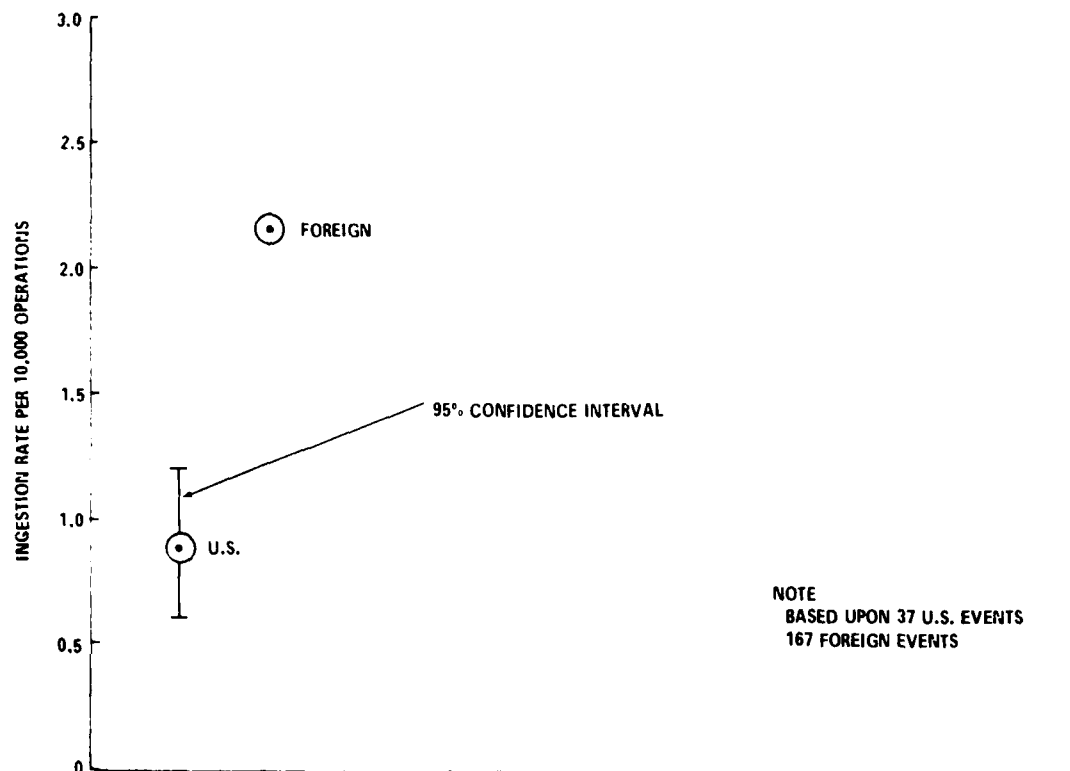 3.0
2.5
FOREIGN
2.0
INGESTION RATE PER 10,000 OPERATIONS
1.5
95% CONFIDENCE INTERVAL
1.0
U.S.
NOTE
BASED UPON 37 U.S. EVENTS
167 FOREIGN EVENTS
0.5
0